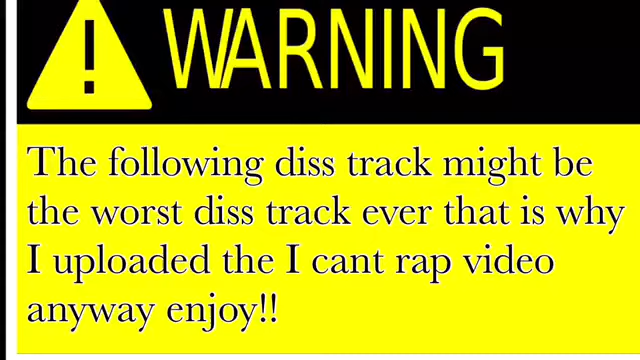 WARNING
The following diss track might be
the worst diss track ever that is why
I uploaded the I cant rap video
anyway enjoy!!